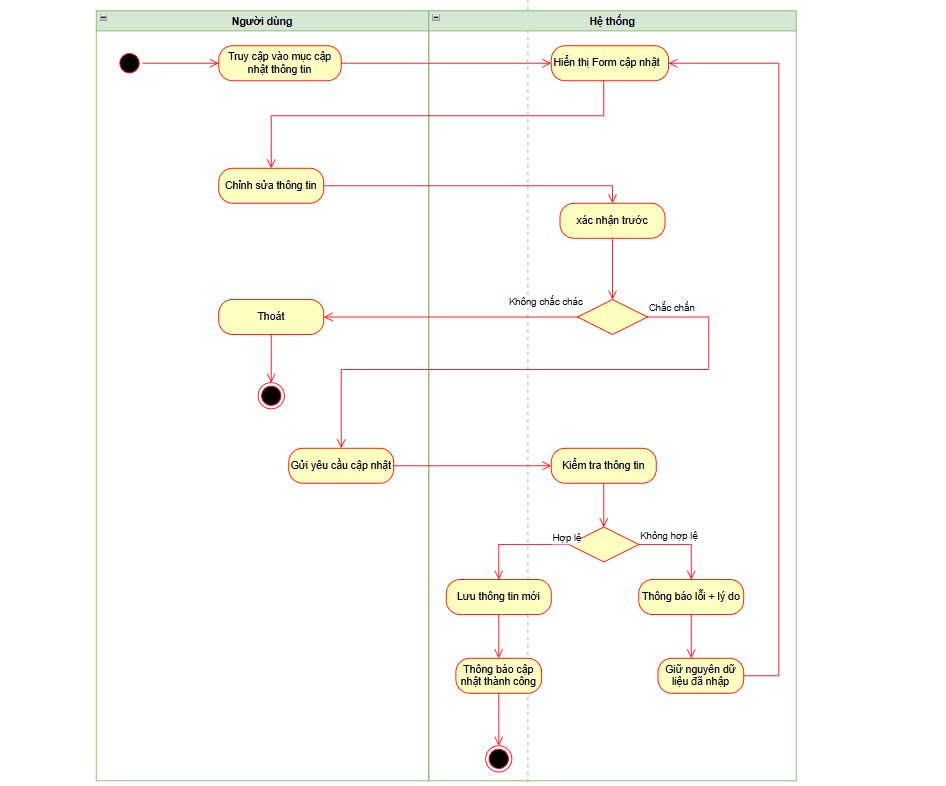 Người dùng
Hệ thống
Truy cập vào mục cập
nhật thông tin
Hiển thị Form cập nhật
Chỉnh sửa thông tin
xác nhận trước
Không chắc chác
Chắc chắn
Thoát
Gửi yêu cầu cập nhật
Kiểm tra thông tin
Hợp lệ
Không hợp lệ
Lưu thông tin mới
Thông báo lỗi + lý do
Thông báo cập
nhật thành công
Giữ nguyên dữ
liệu đã nhập